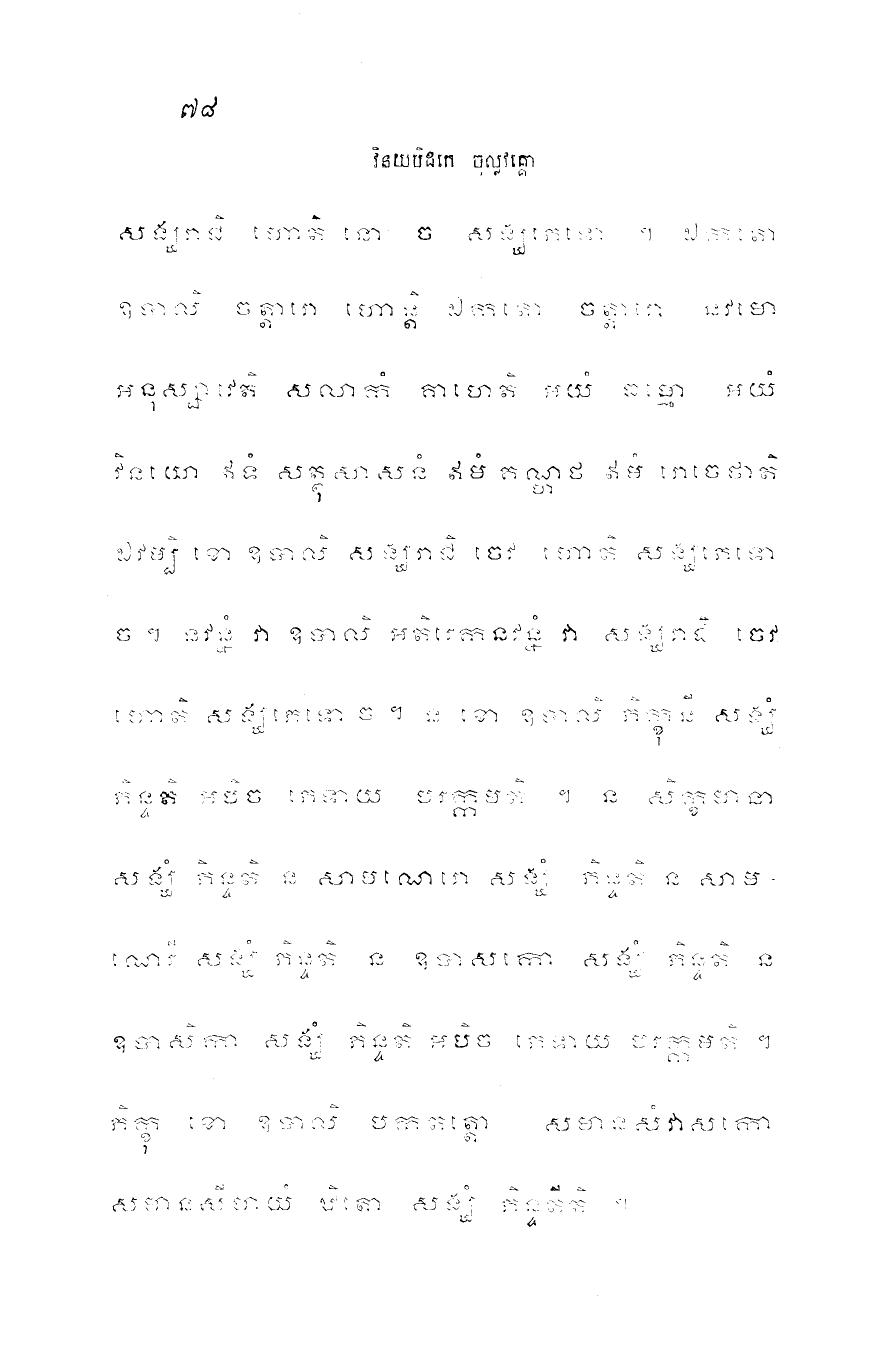 ៧៨
វិនយបិដកេ ចុល្លវគ្គោ
សង្ឃរាជិ ហោតិ នោ ច សង្ឃភេទោ ។ ឯកតោ
ឧបាលិ ចត្តារោ ហោន្តិ ឯកតោ ចត្តារោ នវមោ
អនុស្សាវេតិ សលាកំ គាហេតិ អយំ ធម្មោ អយំ
វិនយោ ឥទំ សត្ថុសាសនំ ឥមំ គណ្ហថ ឥមំ រោចេថាតិ
ឯវម្បិ ខោ ឧបាលិ សង្ឃរាជិ ចេវ ហោតិ សង្ឃភេទោ
ច ។ នវន្នំ វា ឧបាលិ អតិរេកនវន្នំ វា សង្ឃរាជិ ចេវ
ហោតិ សង្ឃភេទោ ច ។ ន ខោ ឧបាលិ ភិក្ខុនី សង្ឃំ
ភិន្ទតិ អបិច ភេទាយ បរក្កមតិ ។ ន សិក្ខមានា
សង្ឃំ ភិន្ទតិ ន សាមណេរោ សង្ឃំ ភិន្ទតិ ន សាម-
ណេរី សង្ឃំ ភិន្ទតិ ន ឧបាសកោ សង្ឃំ ភិន្ទតិ ន
ឧបាសិកា សង្ឃំ ភិន្ទតិ អបិច ភេទាយ បរក្កមតិ ។
ភិក្ខុ ខោ ឧបាលិ បកតត្តោ សមានសំវាសកោ
សមានសីមាយំ ឋិតោ សង្ឃំ ភិន្ទតីតិ ។